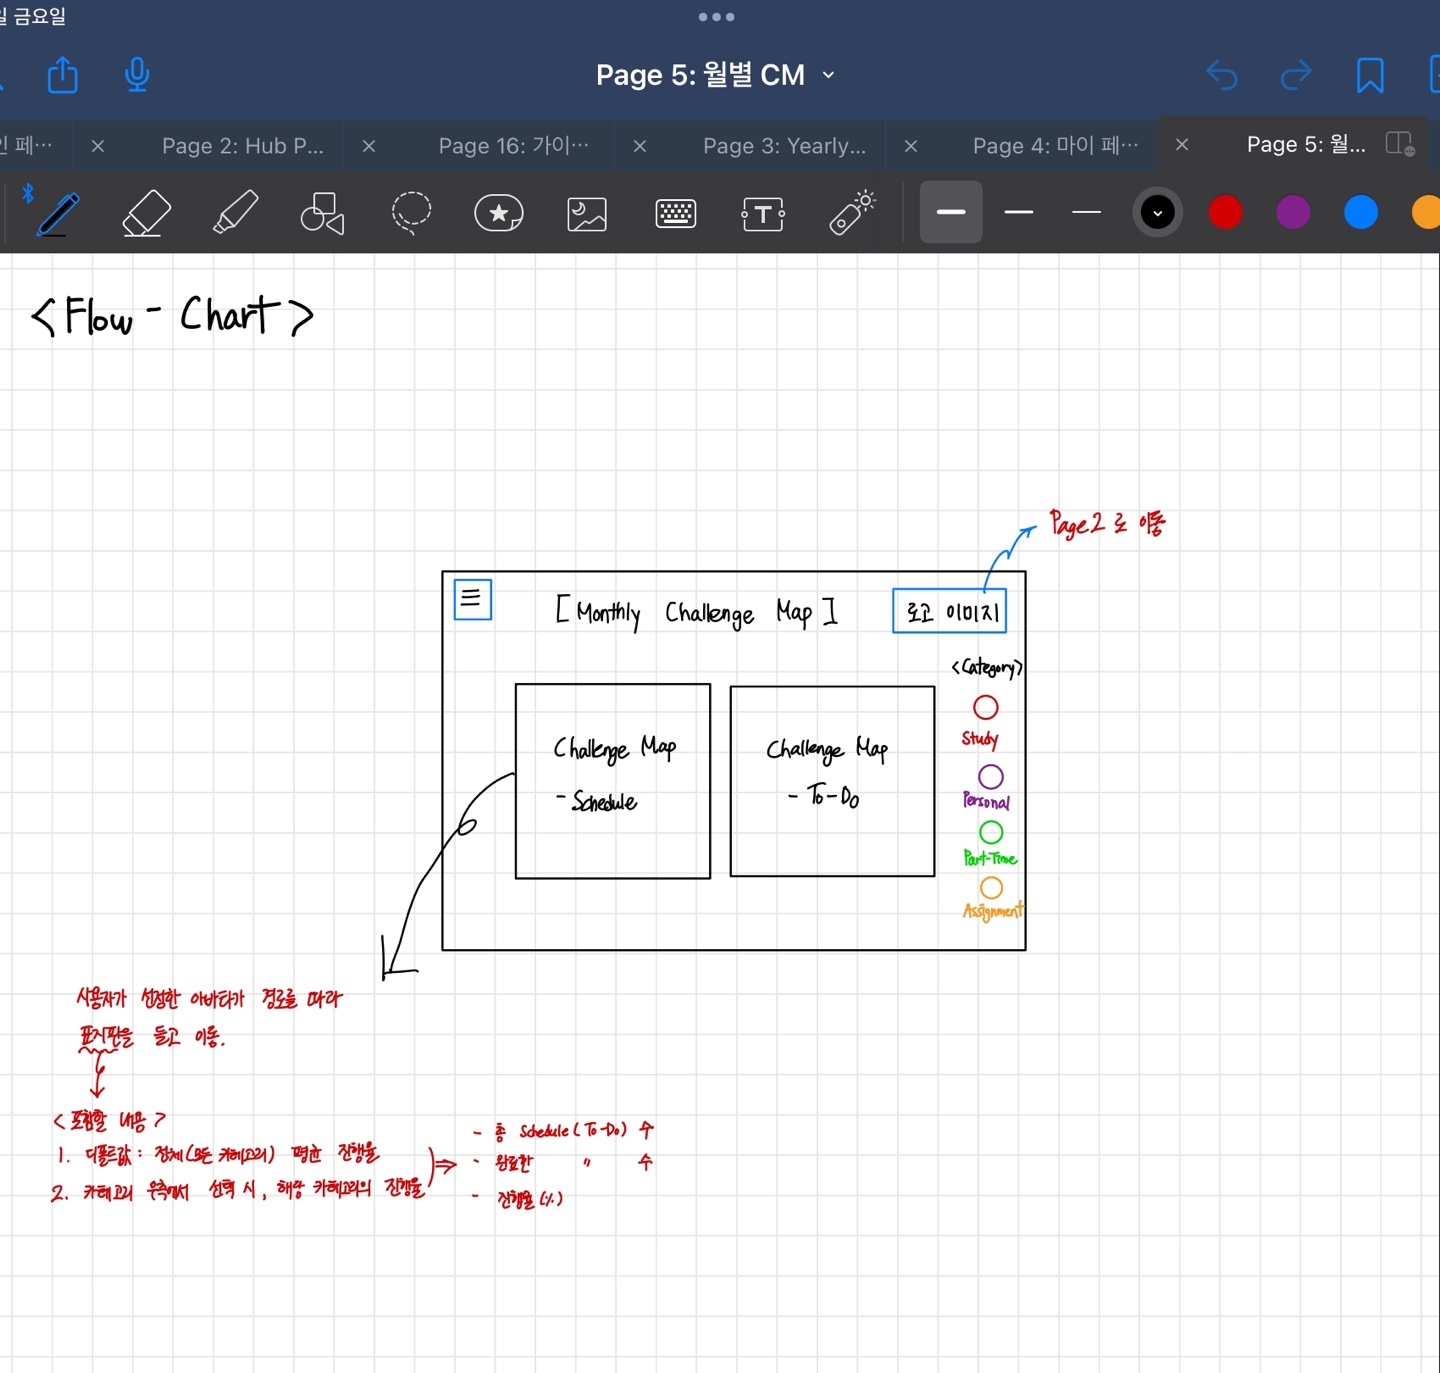 일 금요일
Page 5: 월별 CM
인 페···
Page 2: Hub P...
Page 16: 가이···
Page 3: Yearly...
Page 4: 마이 페···
Page 5: 월...
T
<Flow - Chart>
Page2 로 이동
[Monthly Challenge Map]
로고 이미지
<Category>
Challenge Map
- Schedule
Challenge Map
- To-Do
Study
Personal
Part-Time
Assignment
사용자가 선정한 아바타가 경로를 따라
표지판을 들고 이동.
<포함할 내용>
1. 디폴트값: 전체(모든 카테고리) 평균 진행율
2. 카테고리 우측에서 선택 시, 해당 카테고리의 진행율
⇒
- 총 Schedule(To-Do) 수
- 완료한 〃 수
- 진행율(%)